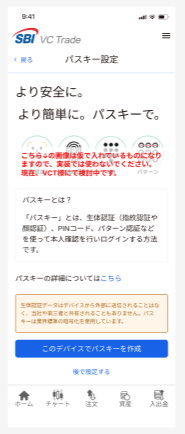 9:41
SBI VC Trade
戻る
パスキー設定
より安全に。
より簡単に。パスキーで。
こちら↓の画像は仮で入れているものになり
ますので、実装では使わないでください。
現在、VCT様にて検討中です。
パターン
パスキーとは？
「パスキー」とは、生体認証（指紋認証や
顔認証）、PINコード、パターン認証など
を使って本人確認を行いログインする方法
です。
パスキーの詳細についてはこちら
生体認証データはデバイスから外部に送信されることはな
く、当社や第三者と共有されることもありません。パス
キーは業界標準の暗号化を使用しています。
このデバイスでパスキーを作成
後で設定する
ホーム チャート 注文 資産 入出金